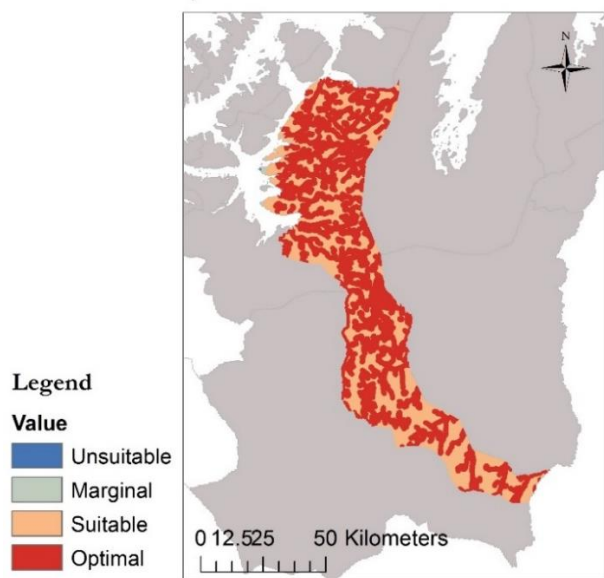 N
Legend
Value
Unsuitable
Marginal
Suitable
Optimal
0 12.525 50 Kilometers